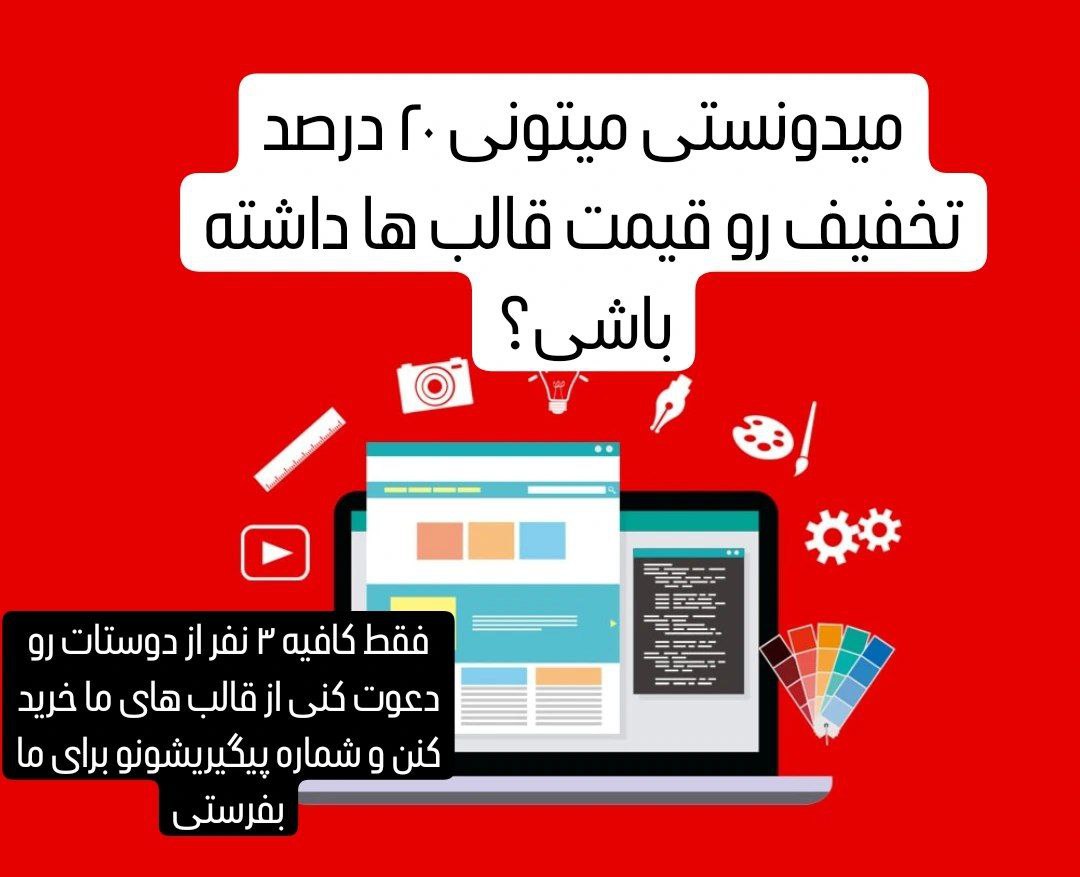 میدونستی میتونی ۲۰ درصد
تخفیف رو قیمت قالب ها داشته
باشی؟
فقط کافیه ۳ نفر از دوستات رو
دعوت کنی از قالب های ما خرید
کنن و شماره پیگیریشونو برای ما
بفرستی